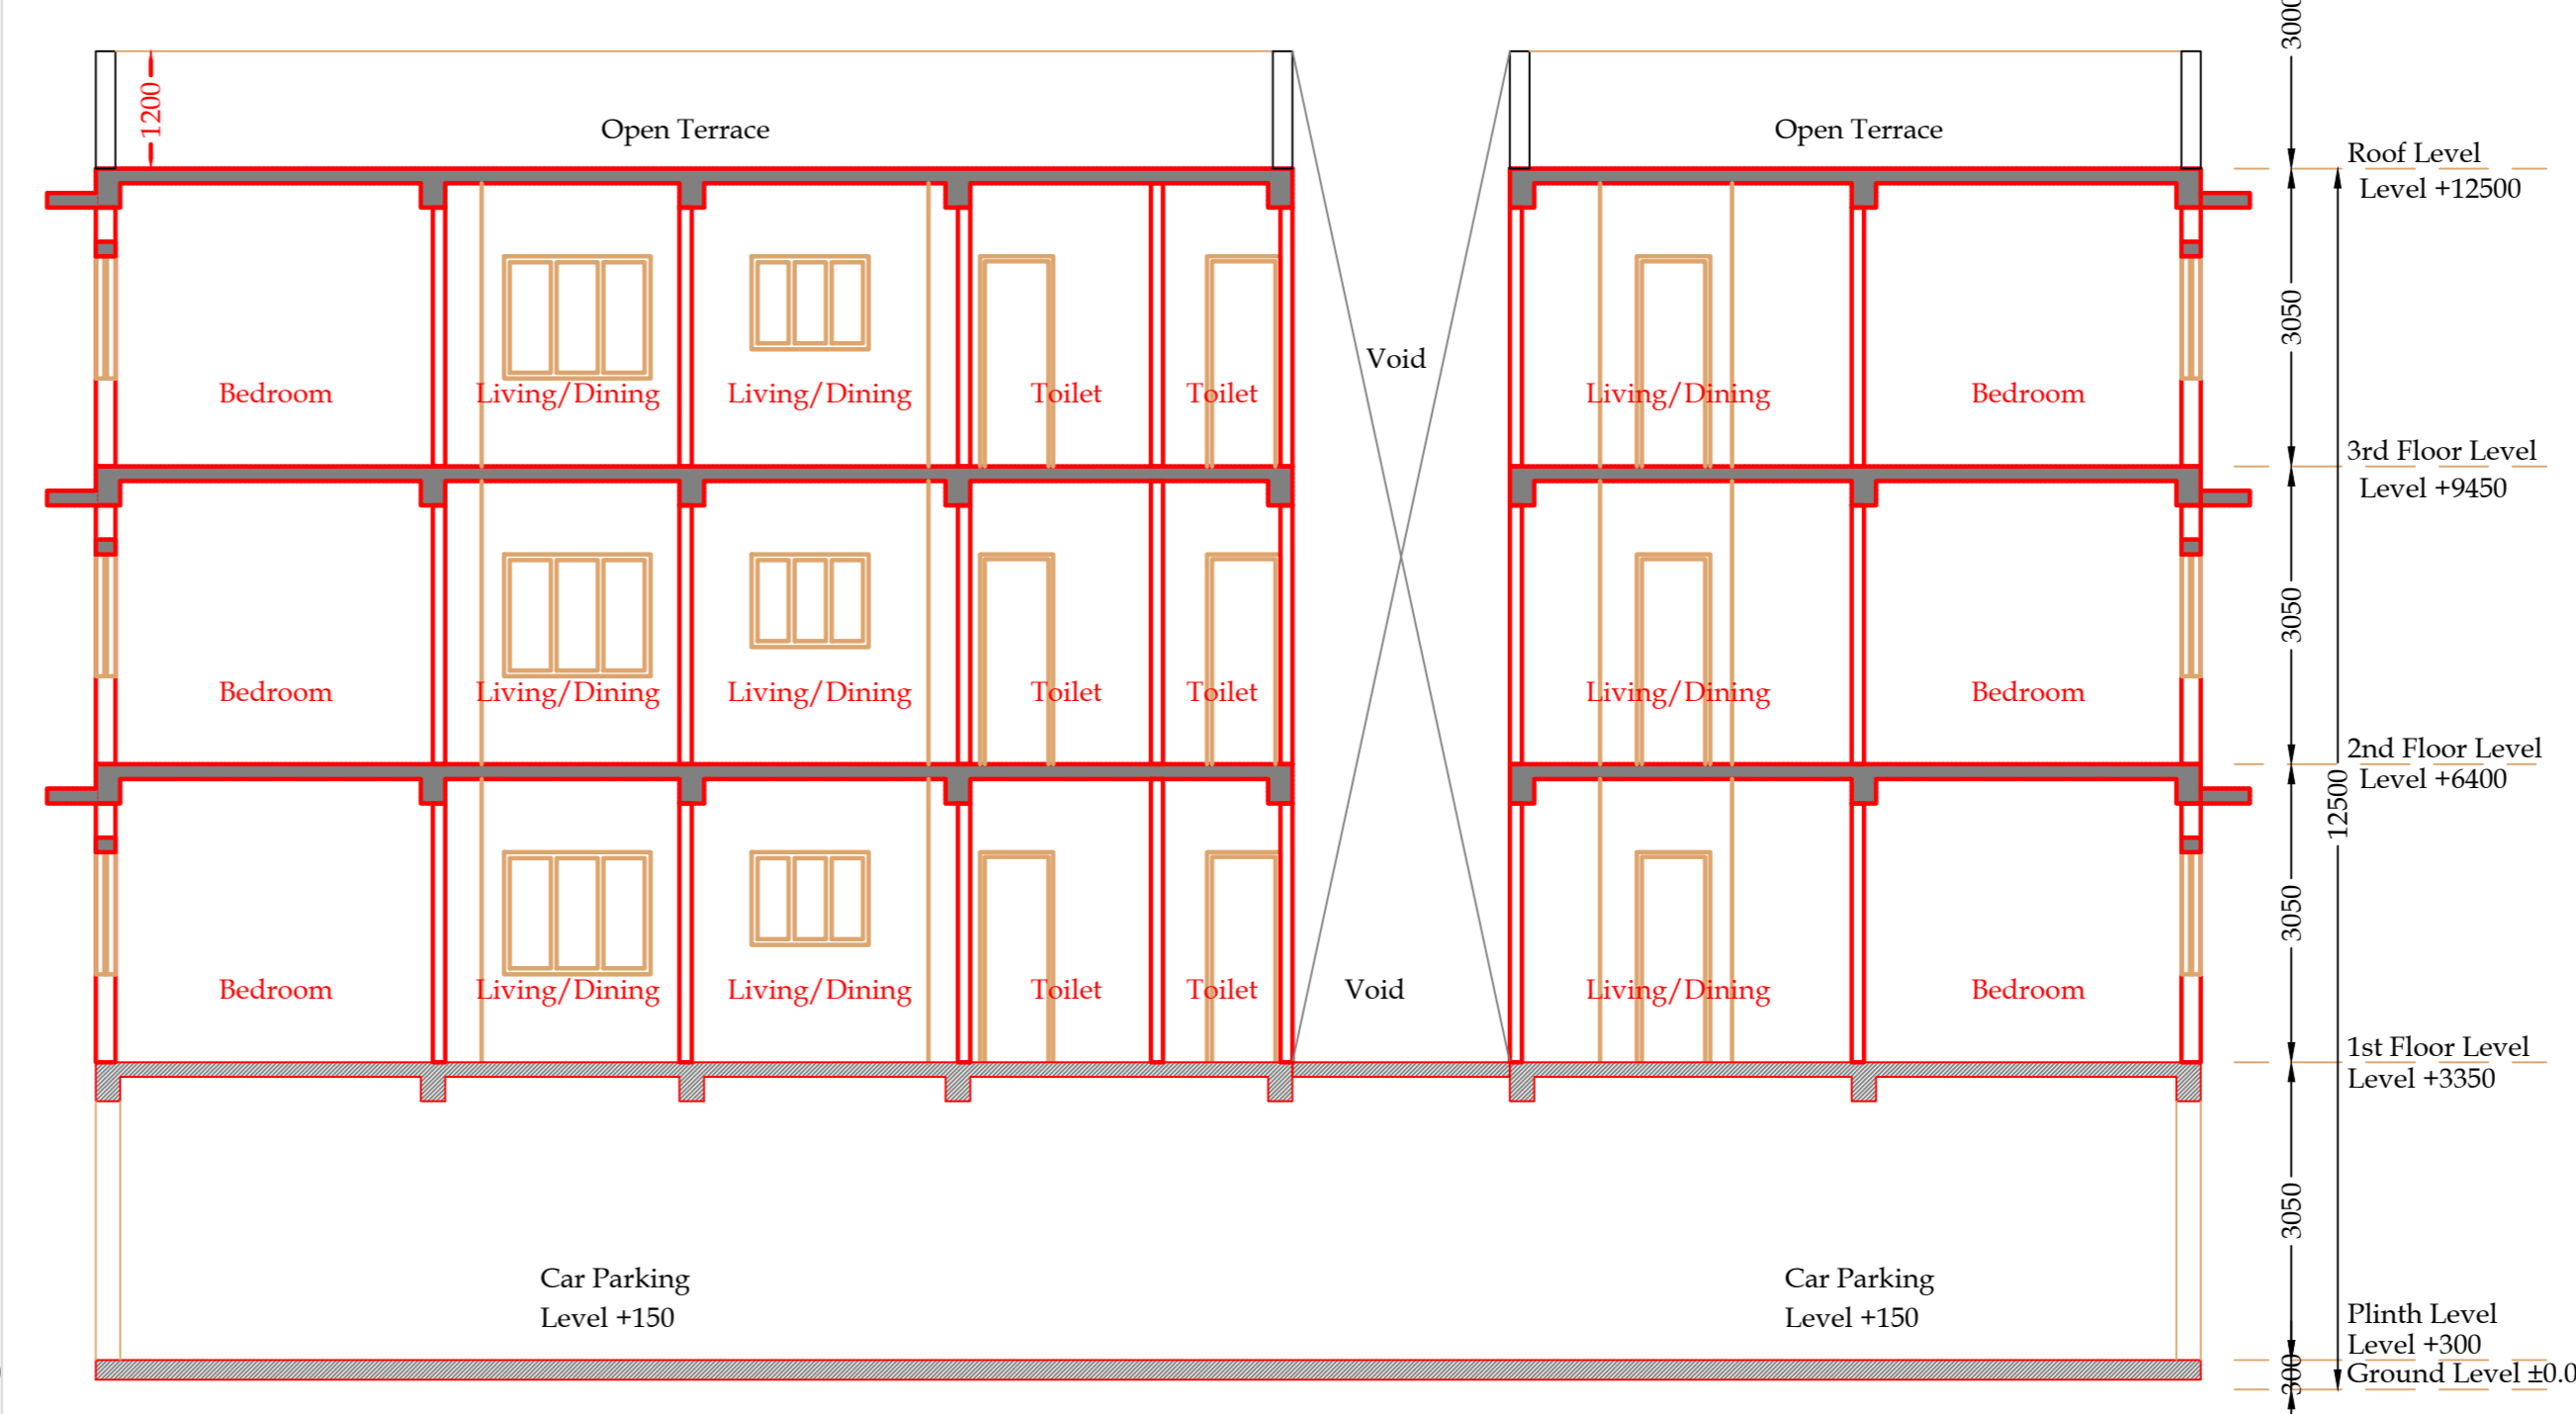 3000
1200
Open Terrace
Open Terrace
Roof Level
Level +12500
3050
Void
Bedroom
Living/Dining
Living/Dining
Toilet
Toilet
Living/Dining
Bedroom
3rd Floor Level
Level +9450
3050
Bedroom
Living/Dining
Living/Dining
Toilet
Toilet
Living/Dining
Bedroom
2nd Floor Level
Level +6400
12500
3050
Bedroom
Living/Dining
Living/Dining
Toilet
Toilet
Void
Living/Dining
Bedroom
1st Floor Level
Level +3350
3050
Car Parking
Level +150
Car Parking
Level +150
Plinth Level
Level +300
300
Ground Level ±0.0